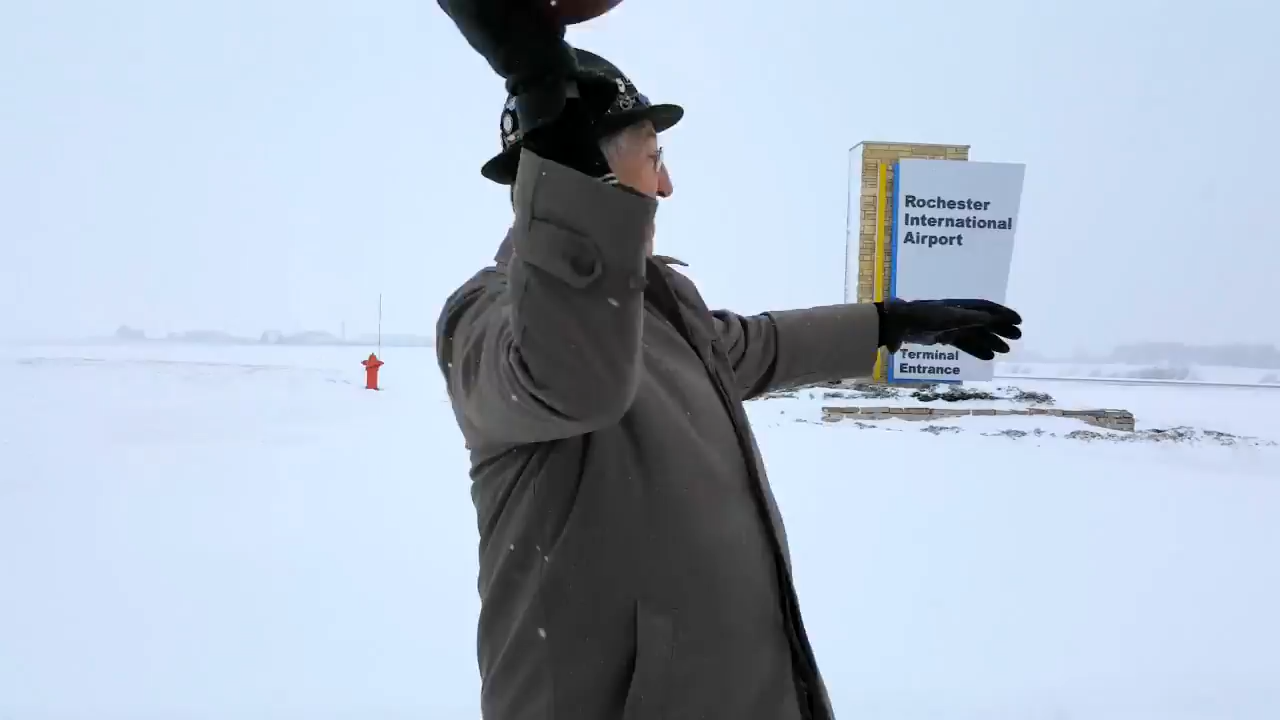 Rochester
International
Airport
Terminal
Entrance